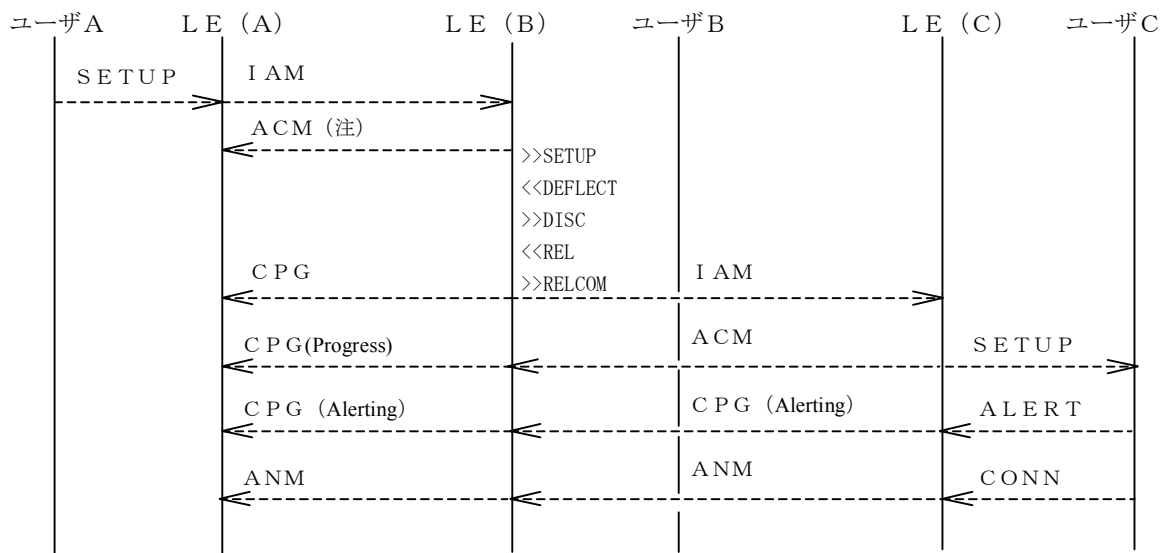 ユーザA LE(A) LE(B) ユーザB LE(C) ユーザC
SETUP IAM
ACM(注)
>>SETUP
<<DEFLECT
>>DISC
<<REL
>>RELCOM
CPG IAM
CPG(Progress) ACM SETUP
CPG(Alerting) CPG(Alerting) ALERT
ANM ANM CONN